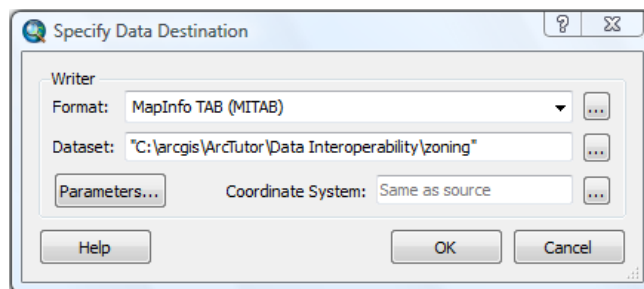 Specify Data Destination
Writer
Format: MapInfo TAB (MITAB) ...
Dataset: "C:\arcgis\ArcTutor\Data Interoperability\zoning" ...
Parameters... Coordinate System: Same as source ...
Help OK Cancel